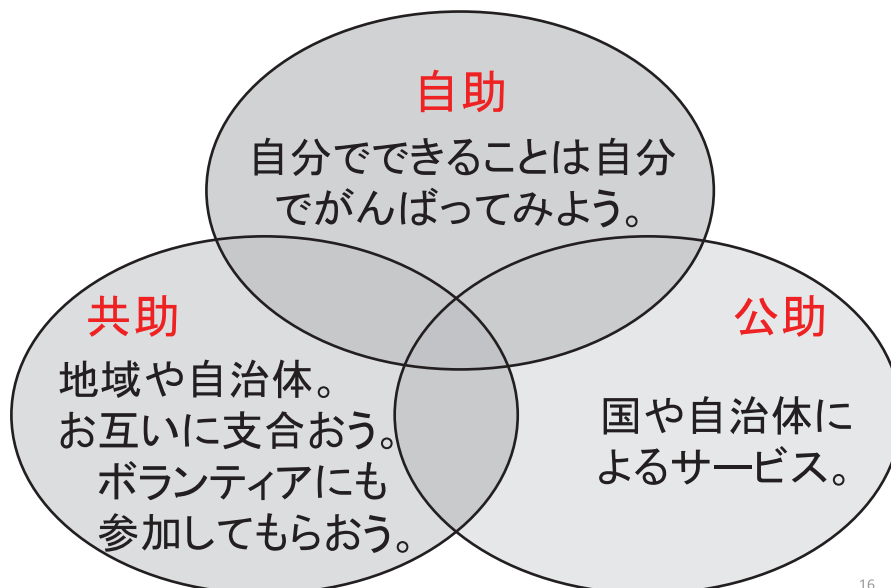 自助
自分でできることは自分
でがんばってみよう。
共助
地域や自治体。
お互いに支合おう。
ボランティアにも
参加してもらおう。
公助
国や自治体に
よるサービス。
16